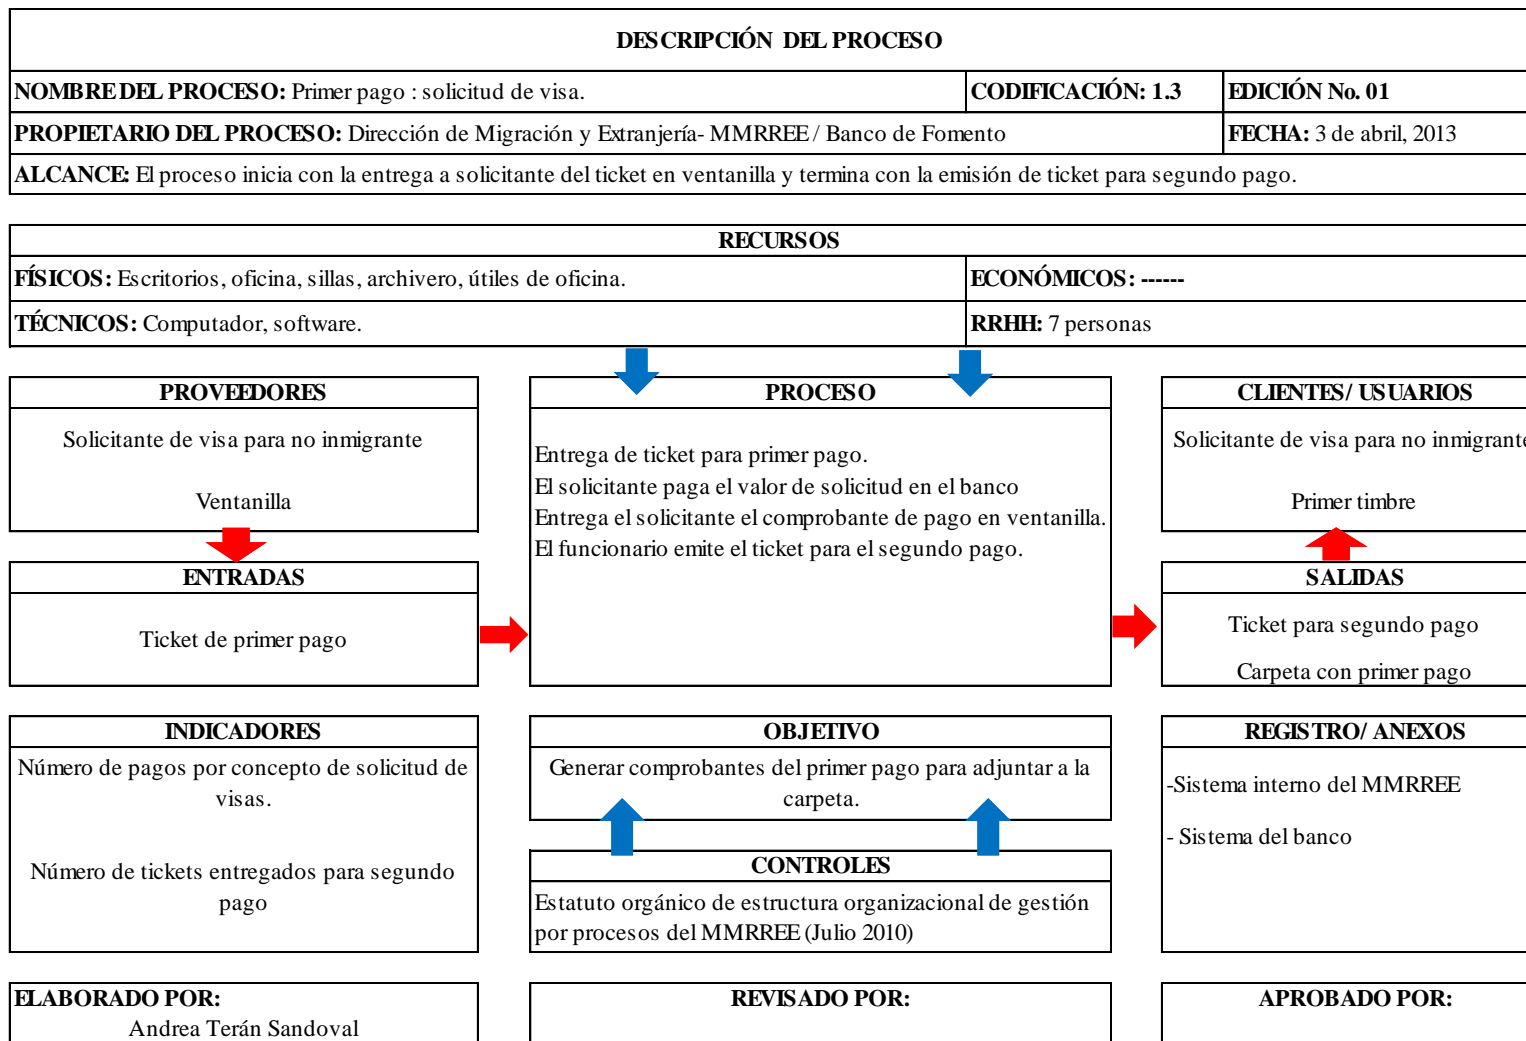 DESCRIPCIÓN DEL PROCESO
NOMBRE DEL PROCESO: Primer pago : solicitud de visa.
CODIFICACIÓN: 1.3
EDICIÓN No. 01
PROPIETARIO DEL PROCESO: Dirección de Migración y Extranjería- MMRREE / Banco de Fomento
FECHA: 3 de abril, 2013
ALCANCE: El proceso inicia con la entrega a solicitante del ticket en ventanilla y termina con la emisión de ticket para segundo pago.
RECURSOS
FÍSICOS: Escritorios, oficina, sillas, archivero, útiles de oficina.
ECONÓMICOS: ------
TÉCNICOS: Computador, software.
RRHH: 7 personas
PROVEEDORES
Solicitante de visa para no inmigrante
Ventanilla
ENTRADAS
Ticket de primer pago
PROCESO
Entrega de ticket para primer pago.
El solicitante paga el valor de solicitud en el banco
Entrega el solicitante el comprobante de pago en ventanilla.
El funcionario emite el ticket para el segundo pago.
CLIENTES/ USUARIOS
Solicitante de visa para no inmigrante
Primer timbre
SALIDAS
Ticket para segundo pago
Carpeta con primer pago
INDICADORES
Número de pagos por concepto de solicitud de
visas.
Número de tickets entregados para segundo
pago
OBJETIVO
Generar comprobantes del primer pago para adjuntar a la
carpeta.
CONTROLES
Estatuto orgánico de estructura organizacional de gestión
por procesos del MMRREE (Julio 2010)
REGISTRO/ ANEXOS
-Sistema interno del MMRREE
- Sistema del banco
ELABORADO POR:
Andrea Terán Sandoval
REVISADO POR:
APROBADO POR: